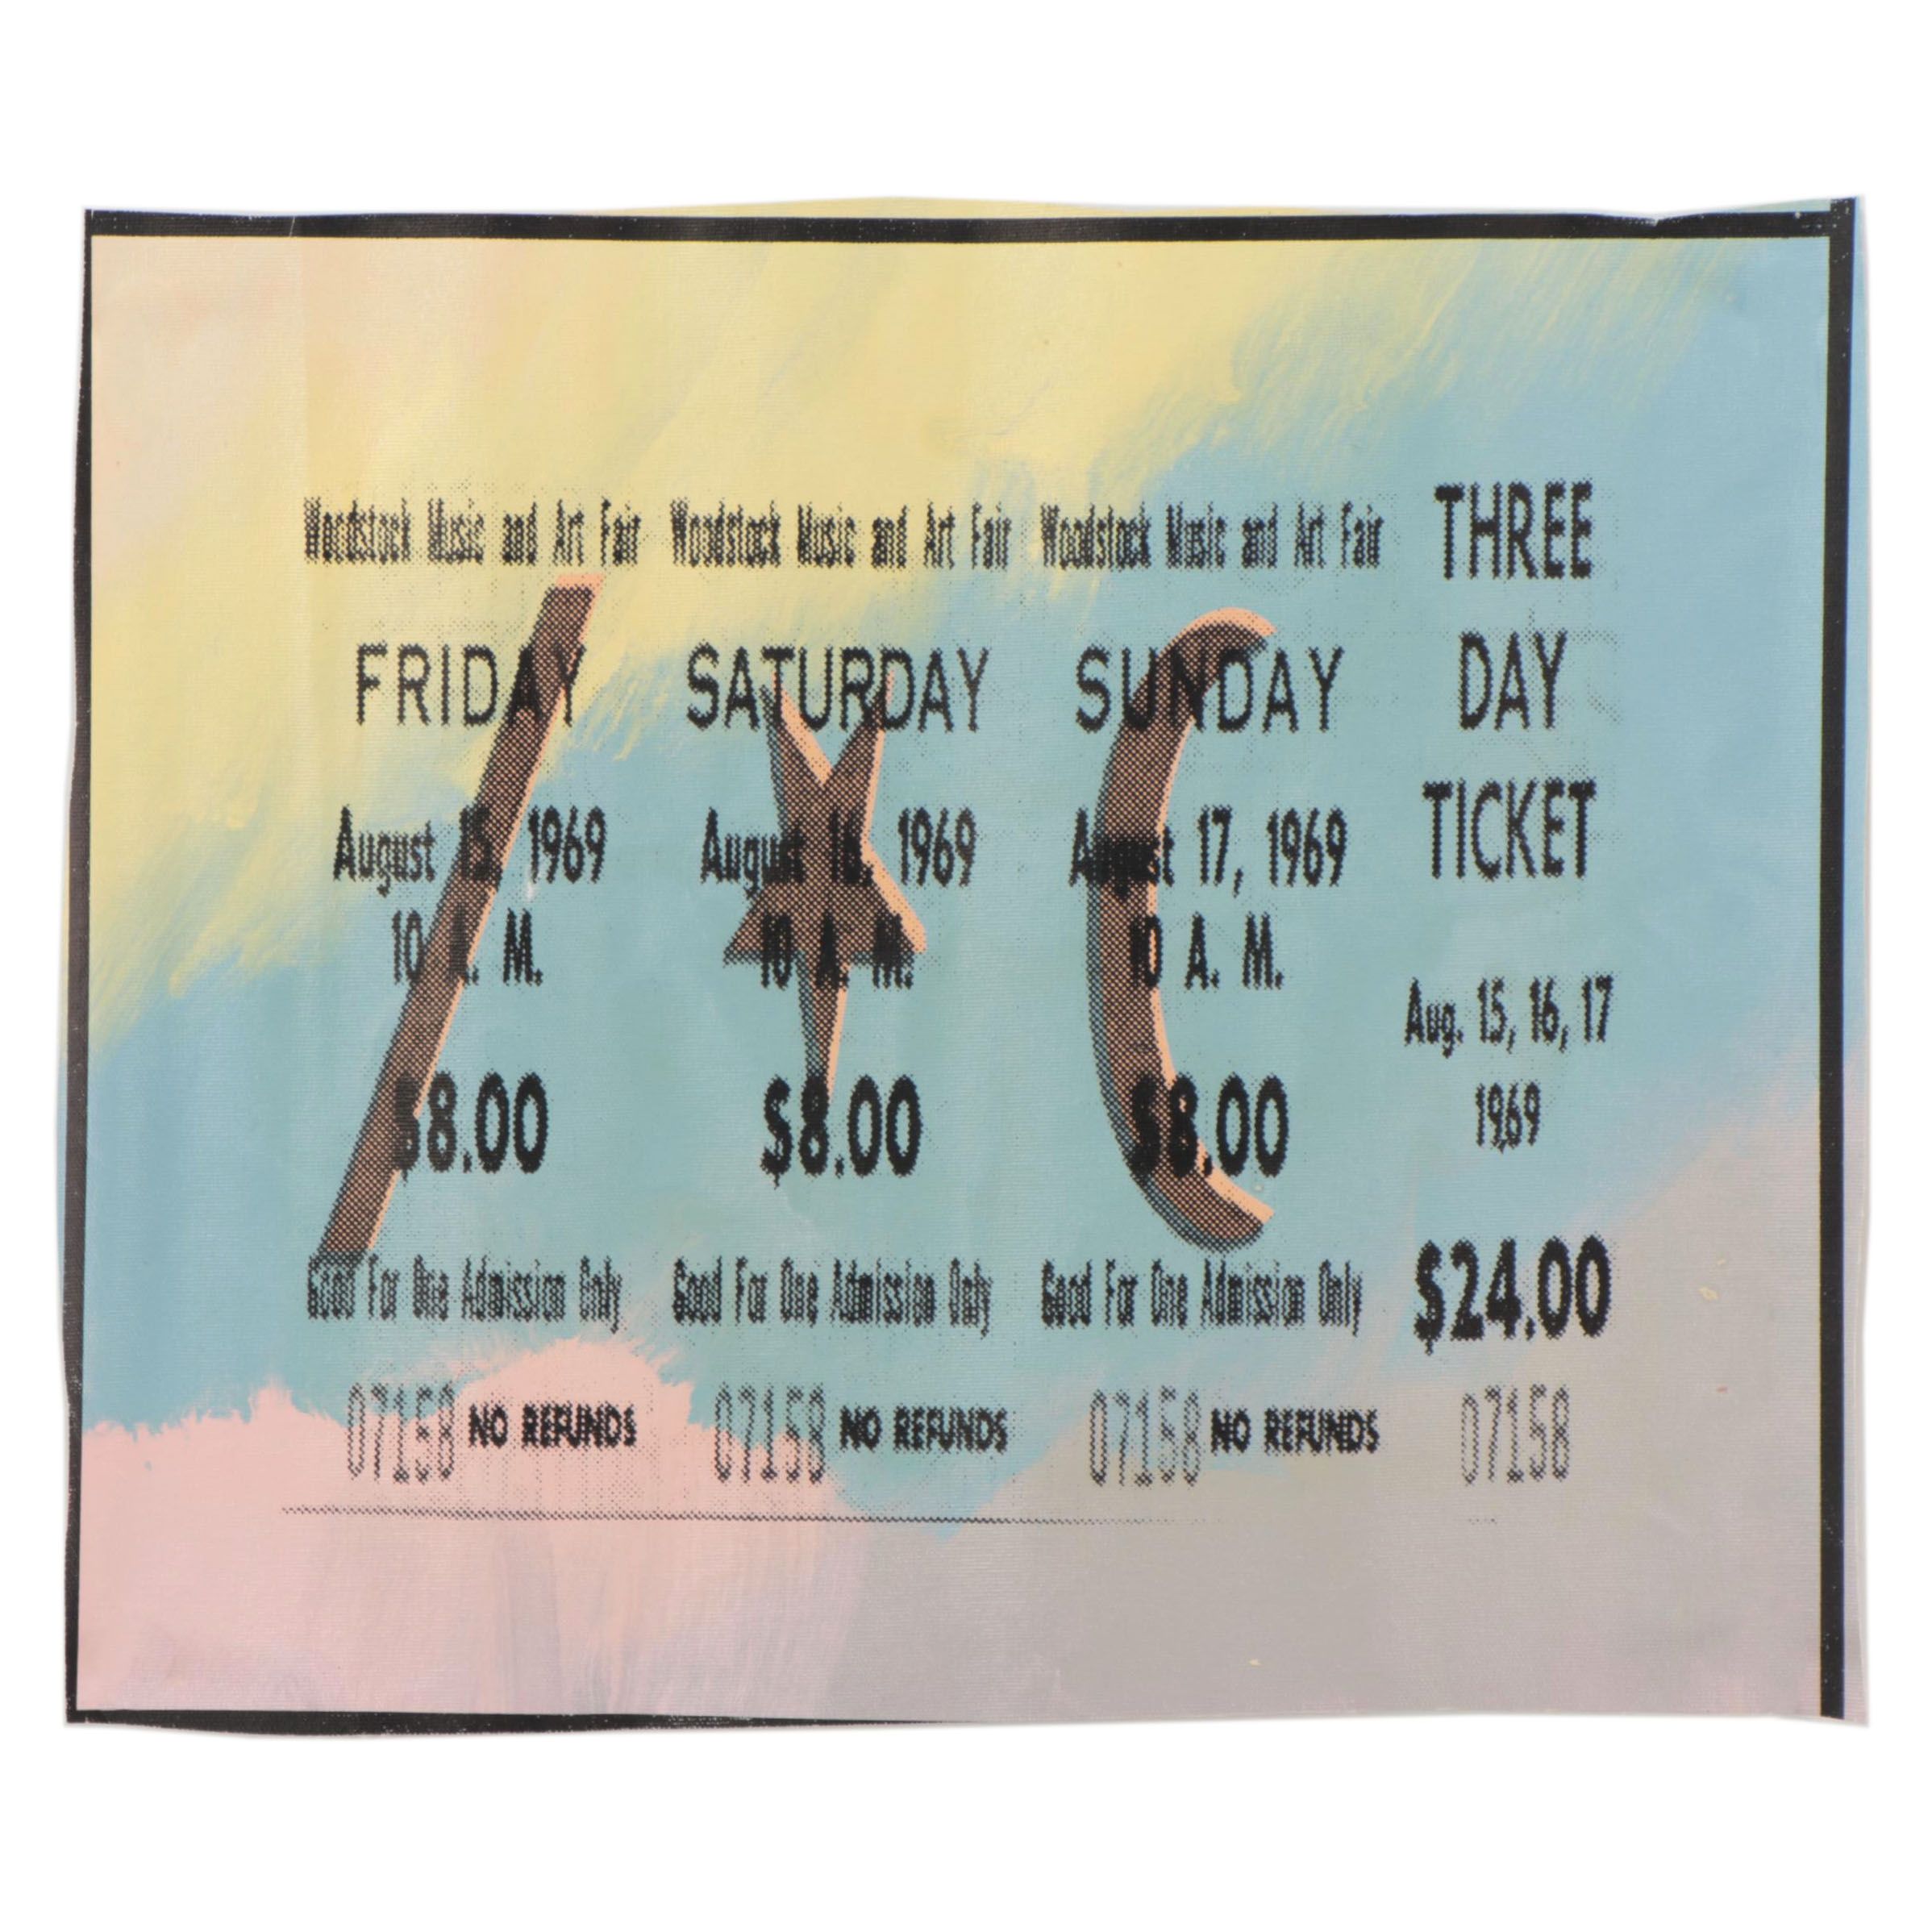 Woodstock Music and Art Fair
FRIDAY
August 15, 1969
10 A. M.
$8.00
Good For One Admission Only
07158 NO REFUNDS
Woodstock Music and Art Fair
SATURDAY
August 16, 1969
10 A. M.
$8.00
Good For One Admission Only
07158 NO REFUNDS
Woodstock Music and Art Fair
SUNDAY
August 17, 1969
10 A. M.
$8.00
Good For One Admission Only
07158 NO REFUNDS
THREE
DAY
TICKET
Aug. 15, 16, 17
1969
$24.00
07158